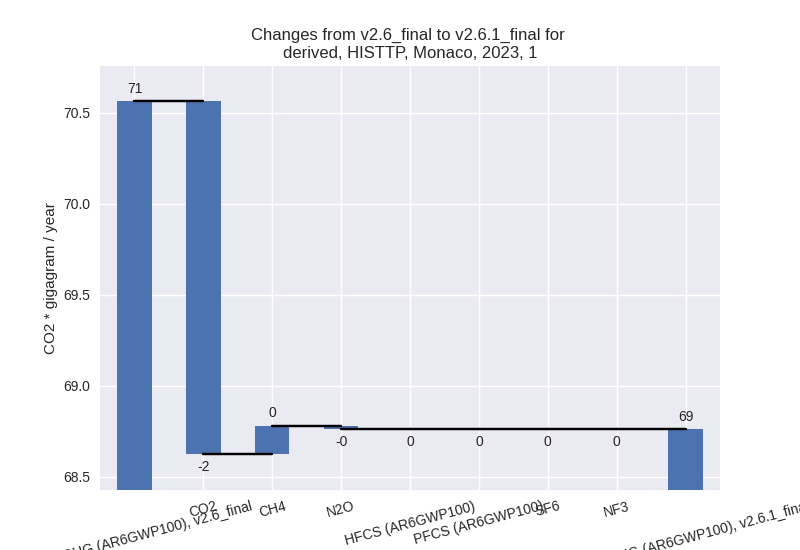 Changes from v2.6_final to v2.6.1_final for
derived, HISTTP, Monaco, 2023, 1
CO2 * gigagram / year
70.5
70.0
69.5
69.0
68.5
71
-2
0
-0
0
0
0
0
69
(AR6GWP100), v2.6_final
CO2
CH4
N2O
HFCS (AR6GWP100)
PFCS (AR6GWP100)
SF6
NF3
(AR6GWP100), v2.6.1_final